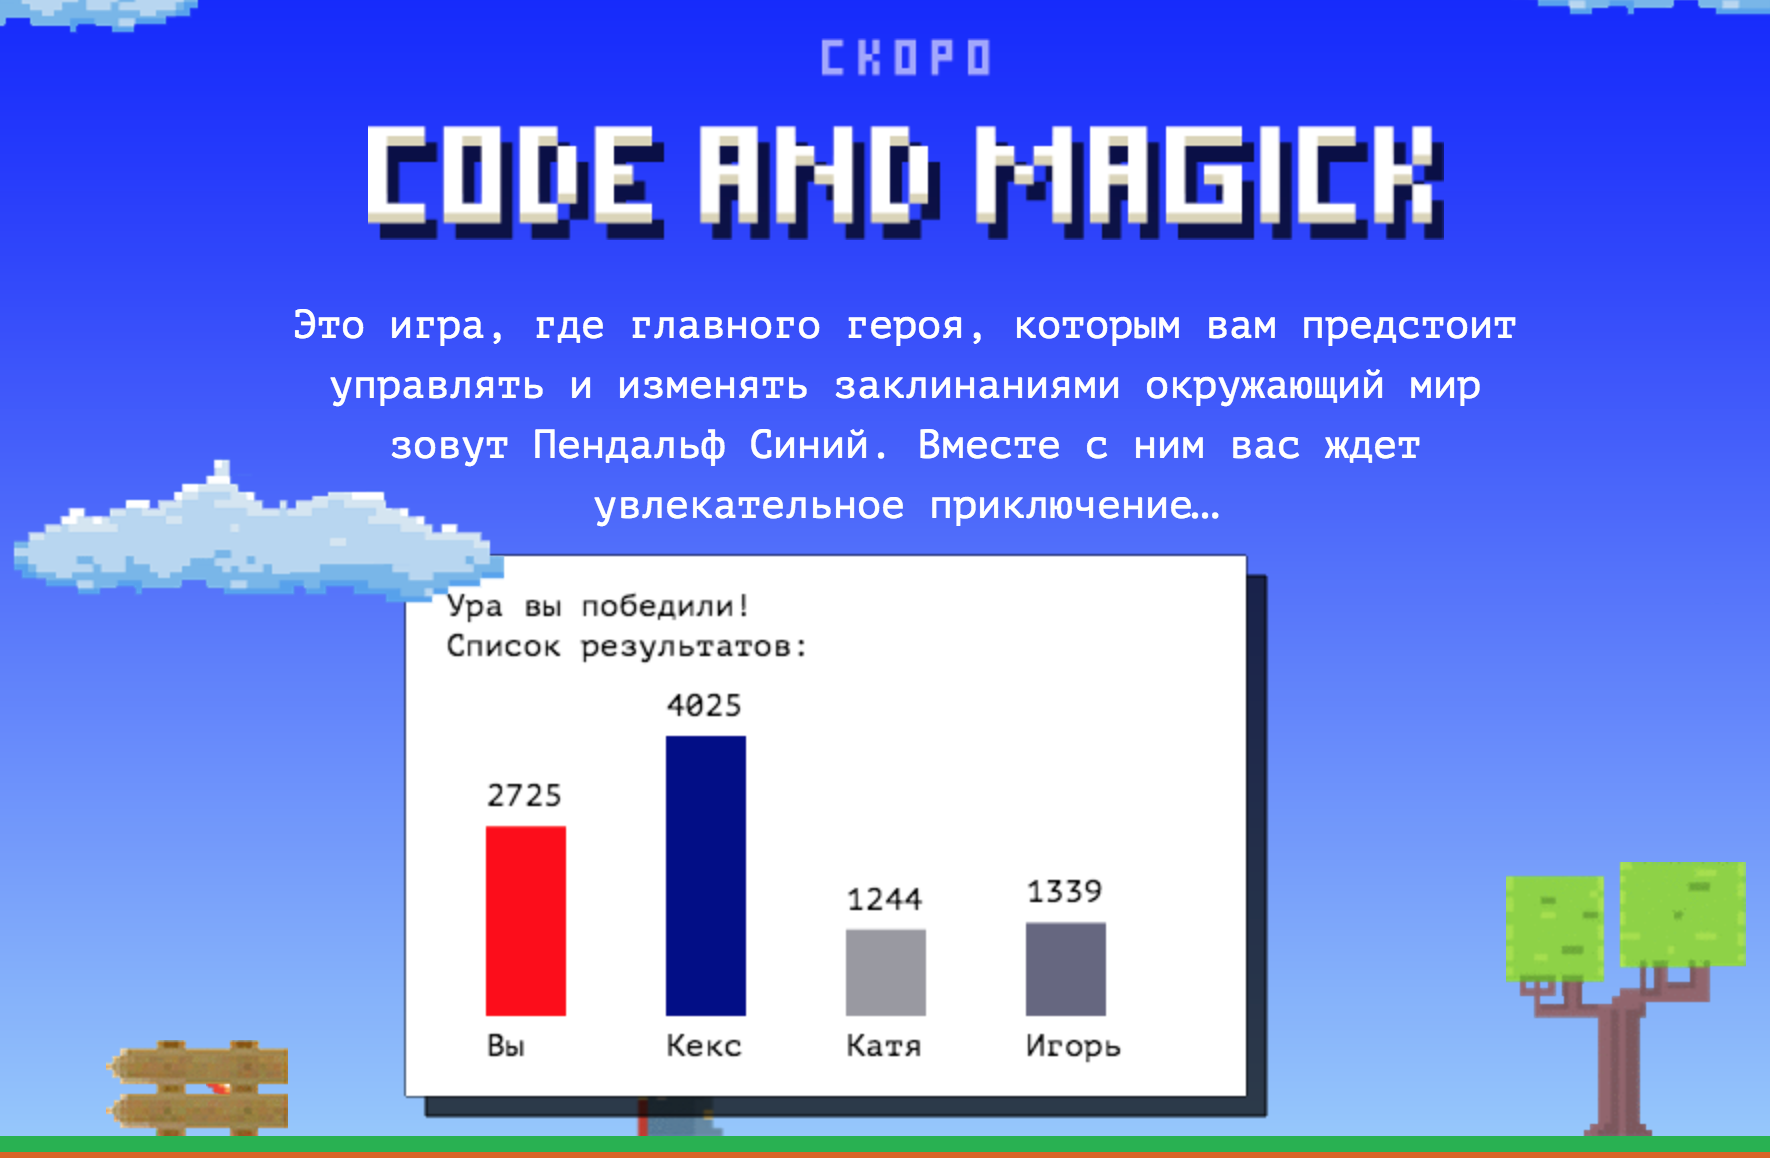 СКОРО
CODE AND MAGICK
Это игра, где главного героя, которым вам предстоит
управлять и изменять заклинаниями окружающий мир
зовут Пендальф Синий. Вместе с ним вас ждет
увлекательное приключение…
Ура вы победили!
Список результатов:
4025
2725
1244
1339
Вы Кекс Катя Игорь